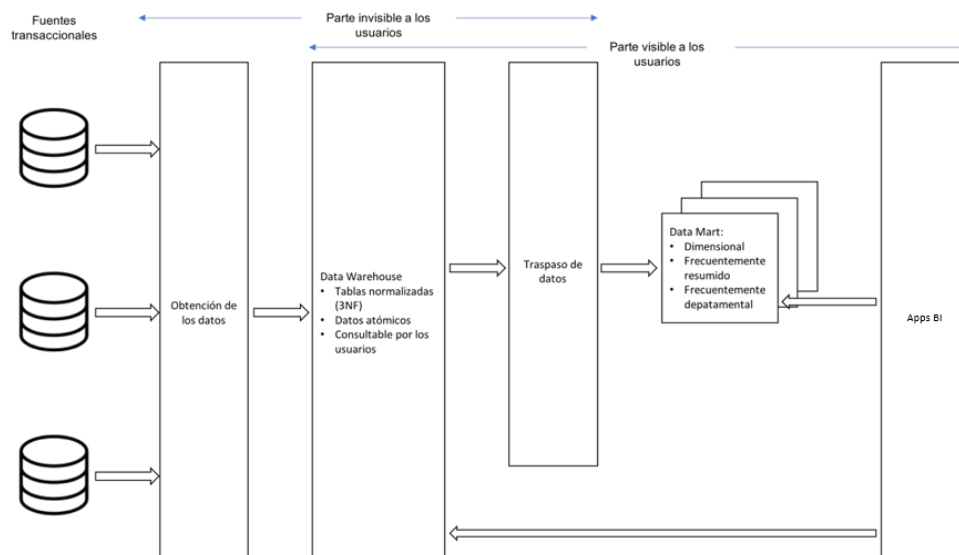 Fuentes
transaccionales
Parte invisible a los
usuarios
Parte visible a los
usuarios
Obtención de
los datos
Data Warehouse
• Tablas normalizadas
(3NF)
• Datos atómicos
• Consultable por los
usuarios
Traspaso de
datos
Data Mart:
• Dimensional
• Frecuentemente
resumido
• Frecuentemente
depatamental
Apps BI